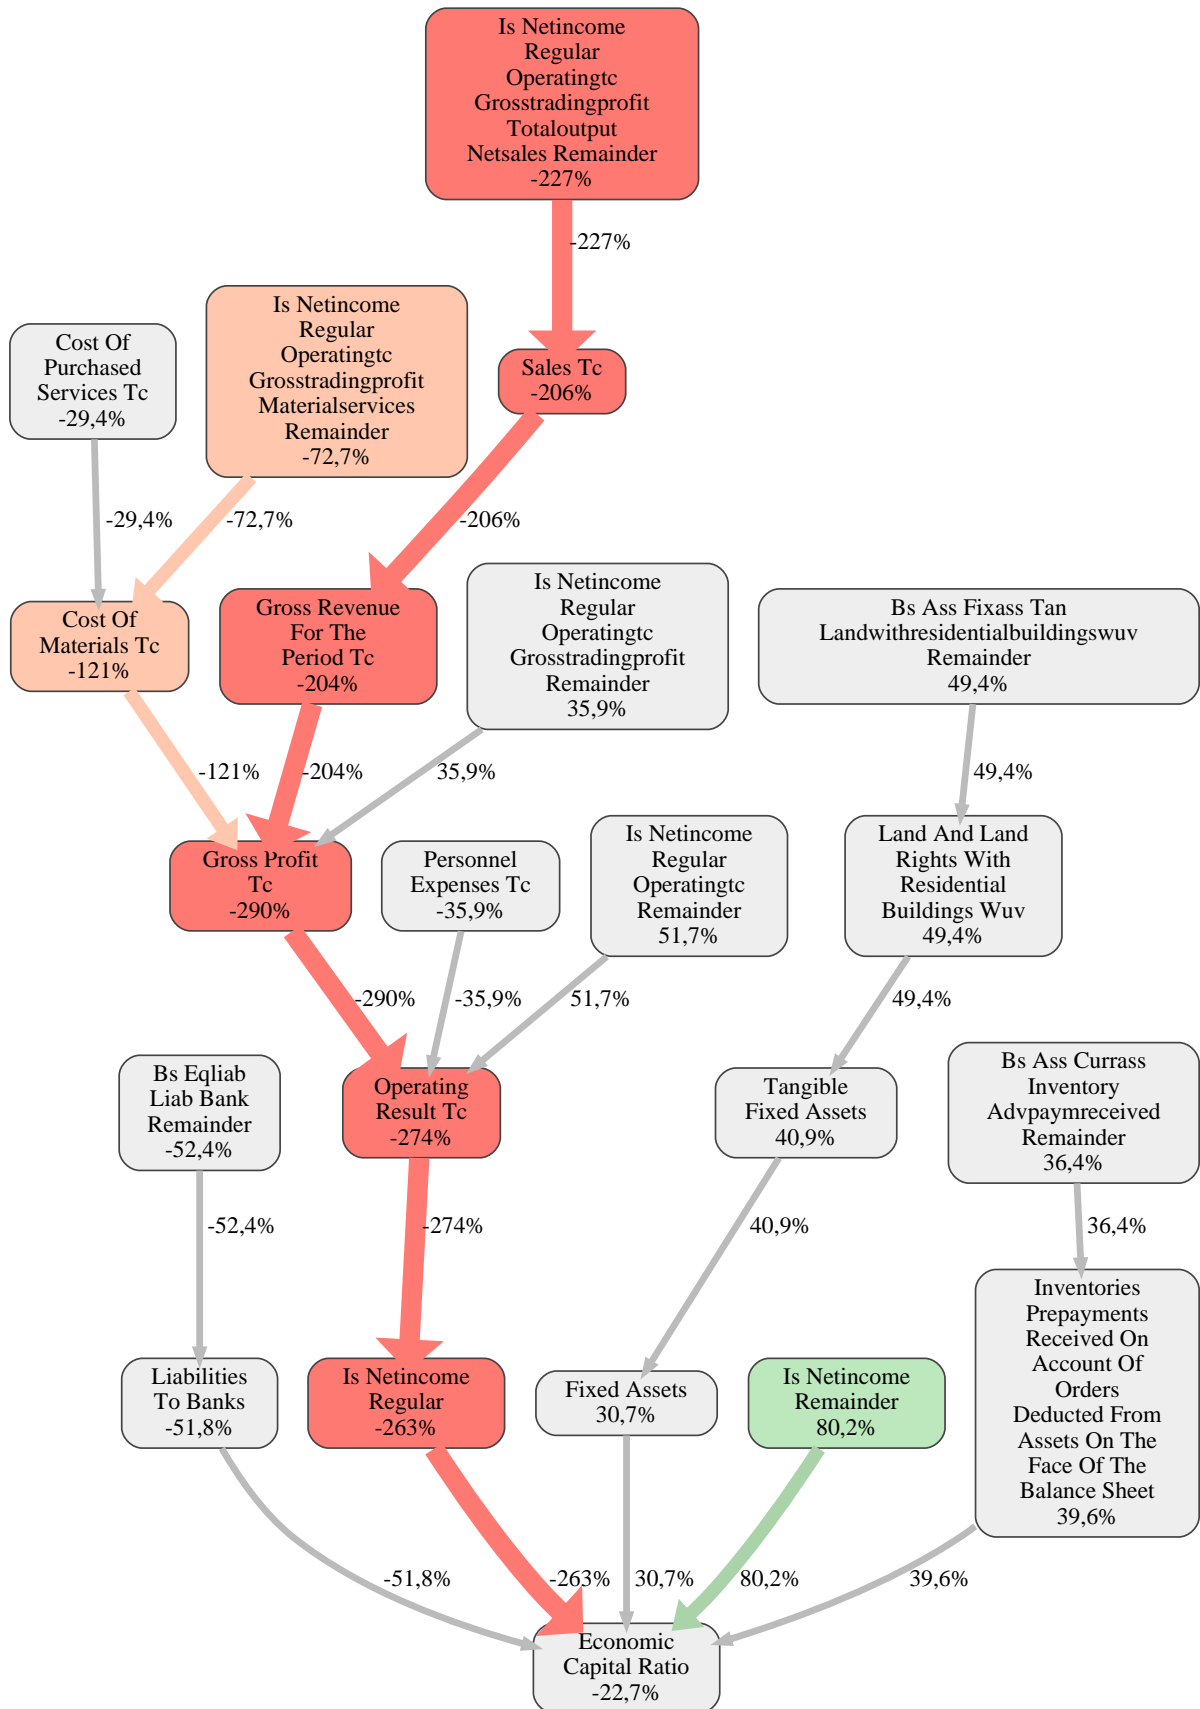 Is Netincome
Regular
Operatingtc
Grosstradingprofit
Totaloutput
Netsales Remainder
-227%
-227%
Cost Of
Purchased
Services Tc
-29,4%
Is Netincome
Regular
Operatingtc
Grosstradingprofit
Materialservices
Remainder
-72,7%
Sales Tc
-206%
-29,4%
-72,7%
-206%
Cost Of
Materials Tc
-121%
Gross Revenue
For The
Period Tc
-204%
Is Netincome
Regular
Operatingtc
Grosstradingprofit
Remainder
35,9%
Bs Ass Fixass Tan
Landwithresidentialbuildingswuv
Remainder
49,4%
-121%
-204%
35,9%
49,4%
Gross Profit
Tc
-290%
Personnel
Expenses Tc
-35,9%
Is Netincome
Regular
Operatingtc
Remainder
51,7%
Land And Land
Rights With
Residential
Buildings Wuv
49,4%
-290%
-35,9%
51,7%
49,4%
Bs Eqliab
Liab Bank
Remainder
-52,4%
Operating
Result Tc
-274%
Tangible
Fixed Assets
40,9%
Bs Ass Currass
Inventory
Advpaymreceived
Remainder
36,4%
-52,4%
-274%
40,9%
36,4%
Liabilities
To Banks
-51,8%
Is Netincome
Regular
-263%
Fixed Assets
30,7%
Is Netincome
Remainder
80,2%
Inventories
Prepayments
Received On
Account Of
Orders
Deducted From
Assets On The
Face Of The
Balance Sheet
39,6%
-51,8%
-263%
30,7%
80,2%
39,6%
Economic
Capital Ratio
-22,7%